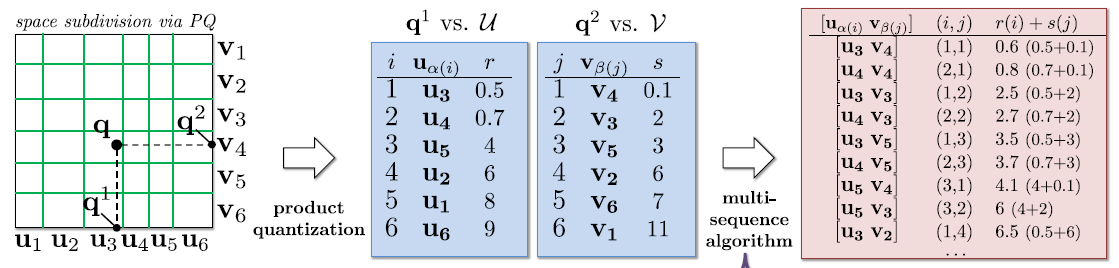 space subdivision via PQ
v1
v2
v3
v4
v5
v6
q
q²
q¹
u1 u2 u3 u4 u5 u6
product
quantization
q¹ vs. 𝒰
i uα(i) r
1 u3 0.5
2 u4 0.7
3 u5 4
4 u2 6
5 u1 8
6 u6 9
q² vs. 𝒱
j vβ(j) s
1 v4 0.1
2 v3 2
3 v5 3
4 v2 6
5 v6 7
6 v1 11
multi-
sequence
algorithm
[uα(i) vβ(j)] (i,j) r(i)+s(j)
[u3 v4] (1,1) 0.6 (0.5+0.1)
[u4 v4] (2,1) 0.8 (0.7+0.1)
[u3 v3] (1,2) 2.5 (0.5+2)
[u4 v3] (2,2) 2.7 (0.7+2)
[u3 v5] (1,3) 3.5 (0.5+3)
[u4 v5] (2,3) 3.7 (0.7+3)
[u5 v4] (3,1) 4.1 (4+0.1)
[u5 v3] (3,2) 6 (4+2)
[u3 v2] (1,4) 6.5 (0.5+6)
...